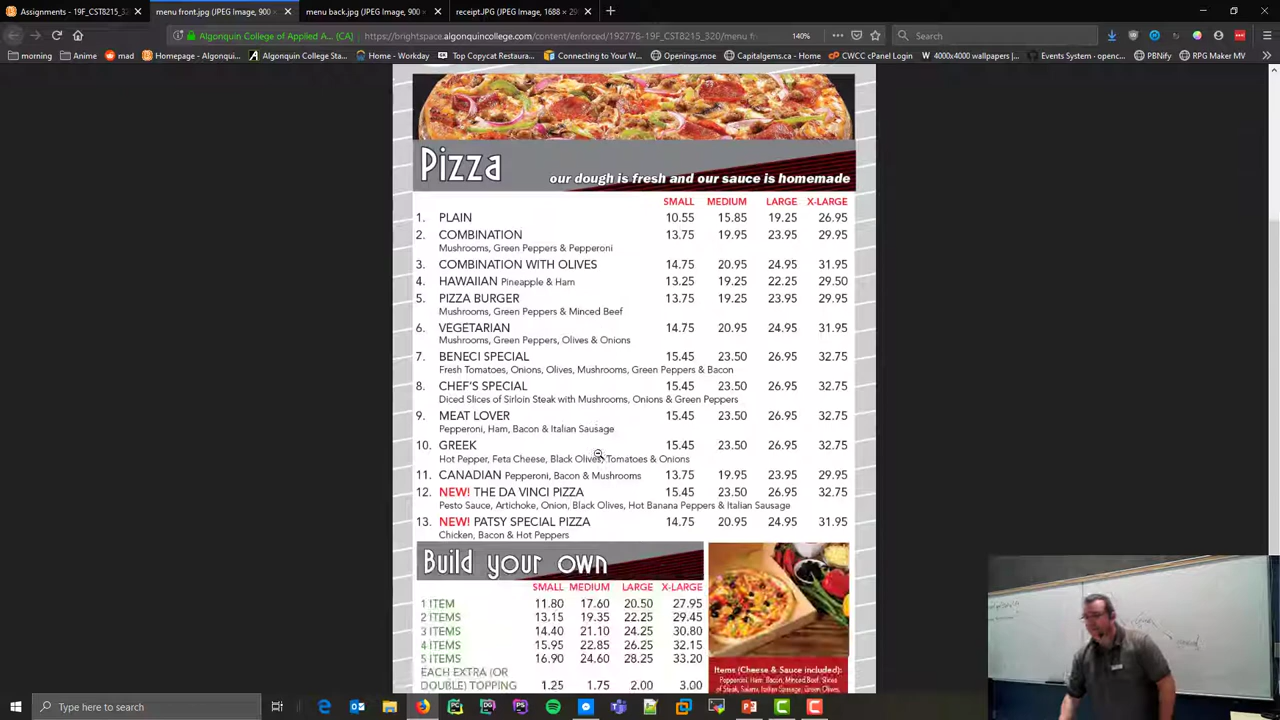 Assignments - 19F_CST8215_32
menu front.jpg (JPEG Image, 900
menu back.jpg (JPEG Image, 900 ×
receipt.JPG (JPEG Image, 1688 × 29
Algonquin College of Applied A... (CA)
https://brightspace.algonquincollege.com/content/enforced/192778-19F_CST8215_320/menu f
140%
Search
morning
Anime
Work
Homepage - Algonqui...
Algonquin College Sta...
Kanboard
Holiday - Workday
Top Copycat Restaura...
Connecting to Your W...
Openings.moe
Capitalgems.ca - Home
CWCC cPanel Login
4000x4000 wallpapers |...
System - openc...
PBNify
RPG Maker MV
Pizza
our dough is fresh and our sauce is homemade
SMALL MEDIUM LARGE X-LARGE
1. PLAIN 10.55 15.85 19.25 26.95
2. COMBINATION 13.75 19.95 23.95 29.95
Mushrooms, Green Peppers & Pepperoni
3. COMBINATION WITH OLIVES 14.75 20.95 24.95 31.95
4. HAWAIIAN Pineapple & Ham 13.25 19.25 22.25 29.50
5. PIZZA BURGER 13.75 19.25 23.95 29.95
Mushrooms, Green Peppers & Minced Beef
6. VEGETARIAN 14.75 20.95 24.95 31.95
Mushrooms, Green Peppers, Olives & Onions
7. BENECI SPECIAL 15.45 23.50 26.95 32.75
Fresh Tomatoes, Onions, Olives, Mushrooms, Green Peppers & Bacon
8. CHEF'S SPECIAL 15.45 23.50 26.95 32.75
Diced Slices of Sirloin Steak with Mushrooms, Onions & Green Peppers
9. MEAT LOVER 15.45 23.50 26.95 32.75
Pepperoni, Ham, Bacon & Italian Sausage
10. GREEK 15.45 23.50 26.95 32.75
Hot Pepper, Feta Cheese, Black Olives, Tomatoes & Onions
11. CANADIAN Pepperoni, Bacon & Mushrooms 13.75 19.95 23.95 29.95
12. NEW! THE DA VINCI PIZZA 15.45 23.50 26.95 32.75
Pesto Sauce, Artichoke, Onion, Black Olives, Hot Banana Peppers & Italian Sausage
13. NEW! PATSY SPECIAL PIZZA 14.75 20.95 24.95 31.95
Chicken, Bacon & Hot Peppers
Build your own
SMALL MEDIUM LARGE X-LARGE
1 ITEM 11.80 17.60 20.50 27.95
2 ITEMS 13,15 19.35 22.25 29.45
3 ITEMS 14.40 21.10 24.25 30.80
4 ITEMS 15.95 22.85 26.25 32.15
5 ITEMS 16.90 24.60 28.25 33.20
EACH EXTRA (OR
DOUBLE) TOPPING 1.25 1.75 2.00 3.00
Items (Cheese & Sauce included):
Pepperoni, Ham, Bacon, Minced Beef, Slices
of Steak, Salami, Italian Sausage, Green Olives,
Type here to search